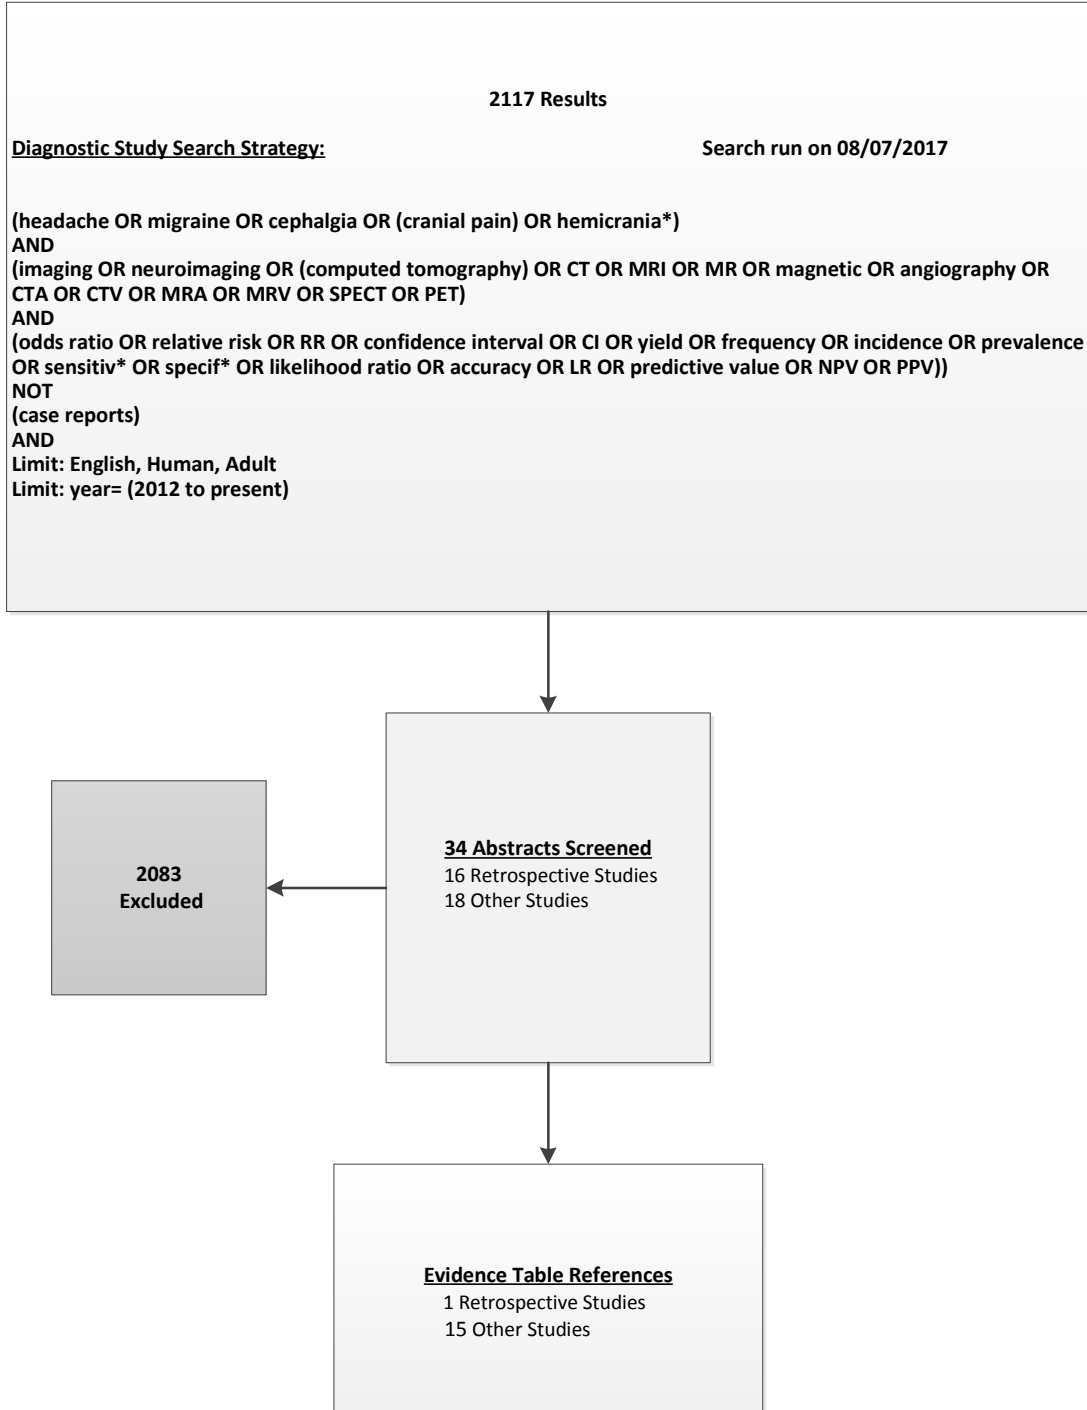 2117 Results
Diagnostic Study Search Strategy: Search run on 08/07/2017
(headache OR migraine OR cephalgia OR (cranial pain) OR hemicrania*)
AND
(imaging OR neuroimaging OR (computed tomography) OR CT OR MRI OR MR OR magnetic OR angiography OR
CTA OR CTV OR MRA OR MRV OR SPECT OR PET)
AND
(odds ratio OR relative risk OR RR OR confidence interval OR CI OR yield OR frequency OR incidence OR prevalence
OR sensitiv* OR specif* OR likelihood ratio OR accuracy OR LR OR predictive value OR NPV OR PPV))
NOT
(case reports)
AND
Limit: English, Human, Adult
Limit: year= (2012 to present)
34 Abstracts Screened
16 Retrospective Studies
18 Other Studies
2083
Excluded
Evidence Table References
1 Retrospective Studies
15 Other Studies